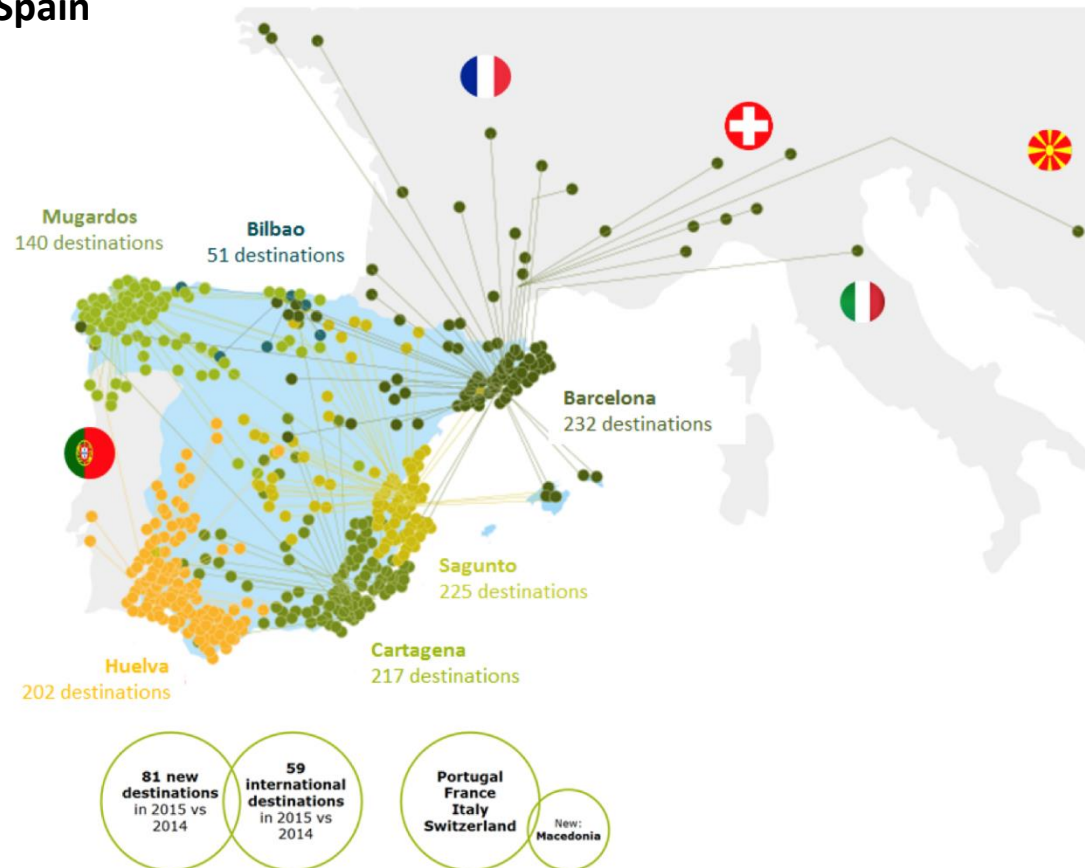 Spain
Mugardos
140 destinations
Bilbao
51 destinations
Barcelona
232 destinations
Sagunto
225 destinations
Cartagena
217 destinations
Huelva
202 destinations
81 new
destinations
in 2015 vs
2014
59
international
destinations
in 2015 vs
2014
Portugal
France
Italy
Switzerland
New:
Macedonia